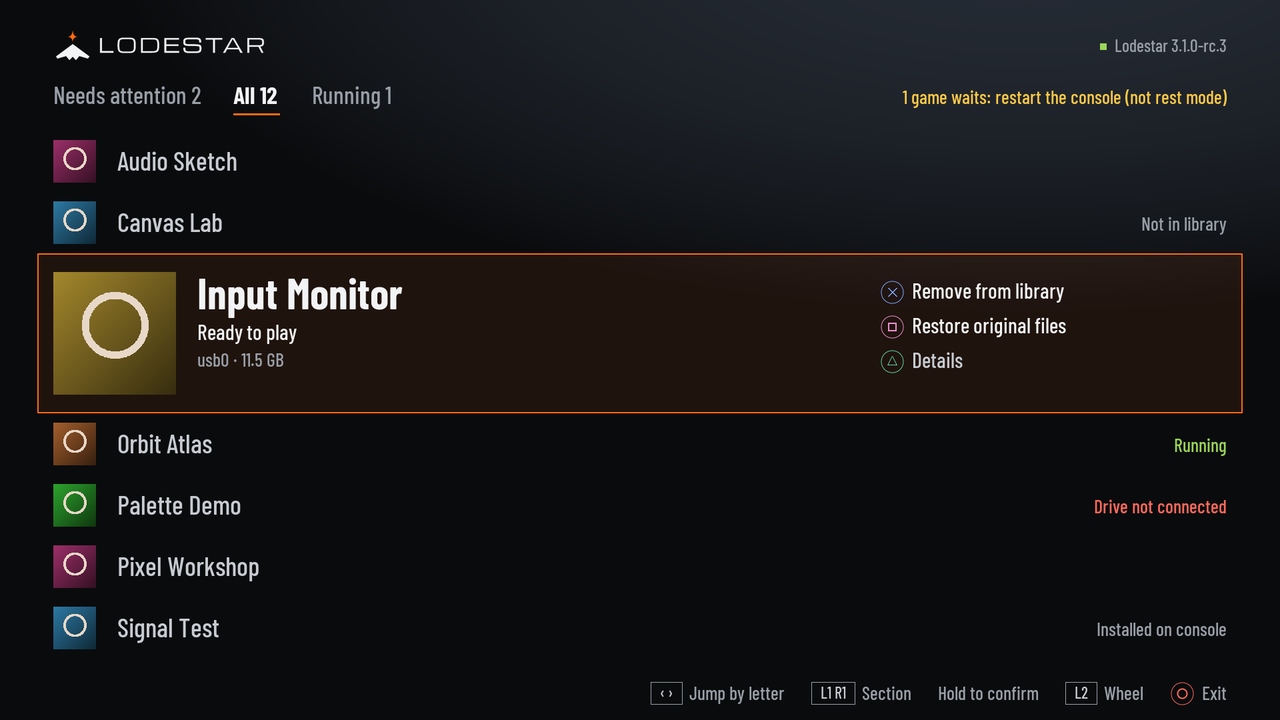 LODESTAR
Lodestar 3.1.0-rc.3
Needs attention 2
All 12
Running 1
1 game waits: restart the console (not rest mode)
Audio Sketch
Canvas Lab
Not in library
Input Monitor
Ready to play
usb0 · 11.5 GB
Remove from library
Restore original files
Details
Orbit Atlas
Running
Palette Demo
Drive not connected
Pixel Workshop
Signal Test
Installed on console
‹ › Jump by letter
L1 R1 Section
Hold to confirm
L2 Wheel
Exit